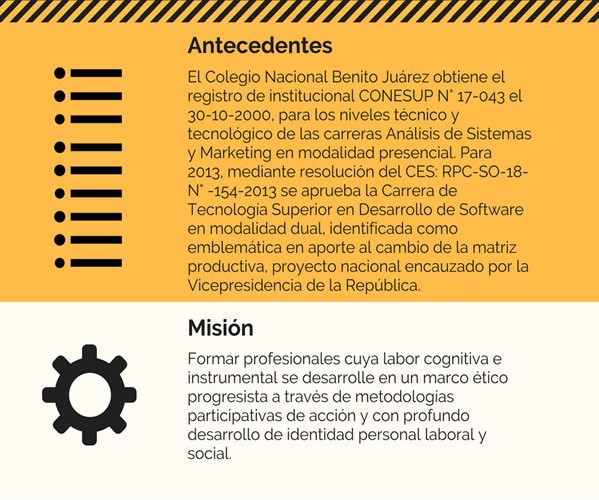 Antecedentes
El Colegio Nacional Benito Juárez obtiene el
registro de institucional CONESUP N° 17-043 el
30-10-2000, para los niveles técnico y
tecnológico de las carreras Análisis de Sistemas
y Marketing en modalidad presencial. Para
2013, mediante resolución del CES: RPC-SO-18-
N° -154-2013 se aprueba la Carrera de
Tecnología Superior en Desarrollo de Software
en modalidad dual, identificada como
emblemática en aporte al cambio de la matriz
productiva, proyecto nacional encauzado por la
Vicepresidencia de la República.
Misión
Formar profesionales cuya labor cognitiva e
instrumental se desarrolle en un marco ético
progresista a través de metodologías
participativas de acción y con profundo
desarrollo de identidad personal laboral y
social.